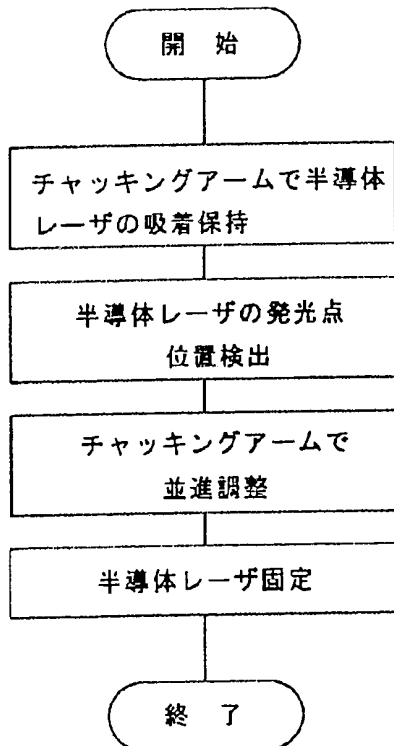 開 始
チャッキングアームで半導体
レーザの吸着保持
半導体レーザの発光点
位置検出
チャッキングアームで
並進調整
半導体レーザ固定
終 了